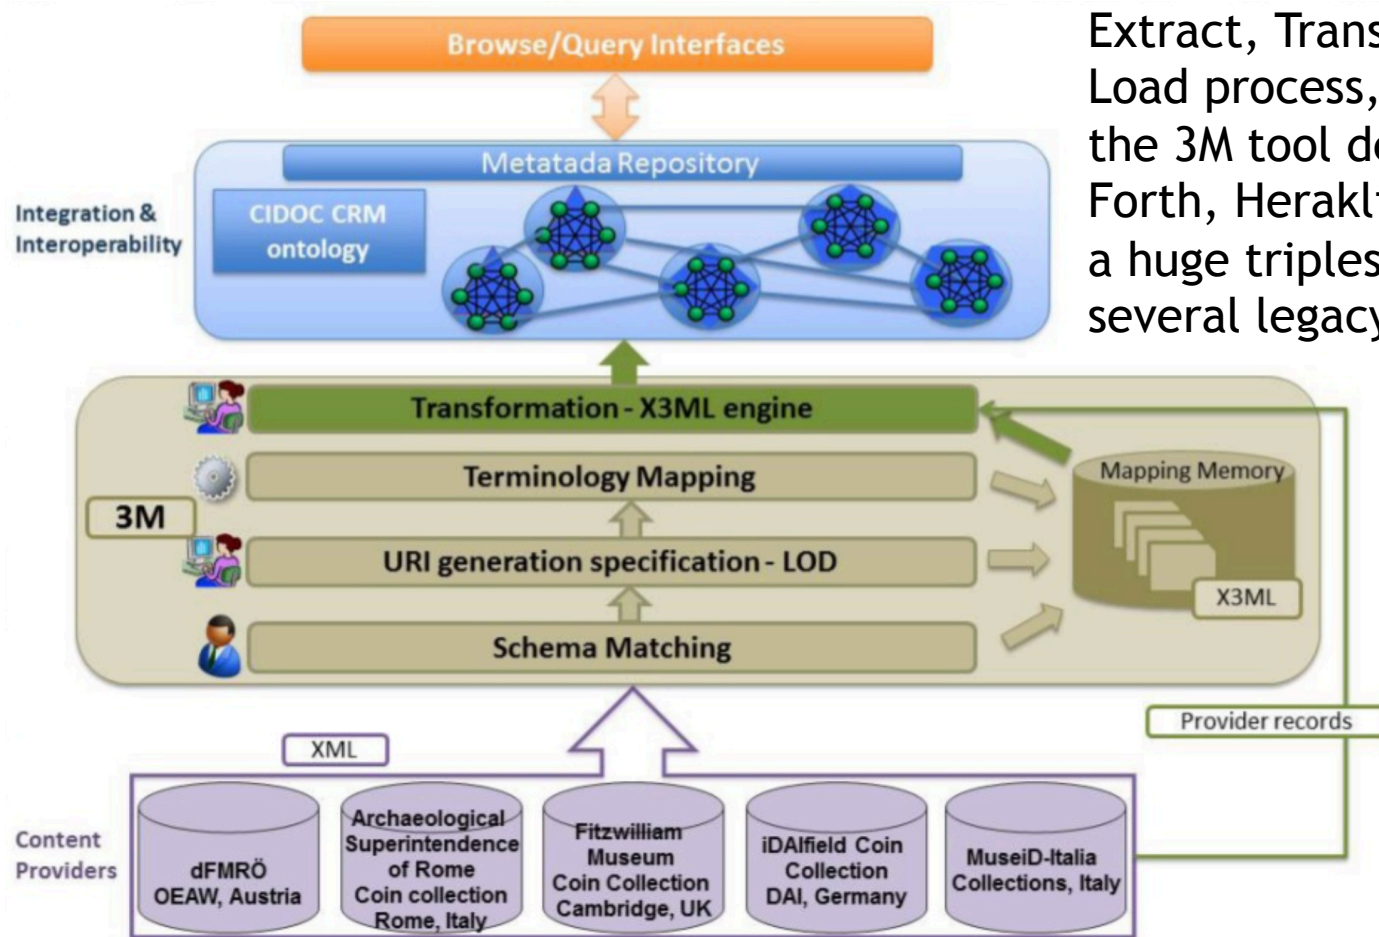 Browse/Query Interfaces
Extract, Trans
Load process,
the 3M tool de
Forth, Herakl
a huge triples
several legacy
Metatada Repository
Integration &
Interoperability
CIDOC CRM
ontology
Transformation - X3ML engine
Terminology Mapping
Mapping Memory
3M
URI generation specification - LOD
X3ML
Schema Matching
Provider records
XML
Content
Providers
dFMRÖ
OEAW, Austria
Archaeological
Superintendence
of Rome
Coin collection
Rome, Italy
Fitzwilliam
Museum
Coin Collection
Cambridge, UK
iDAIfield Coin
Collection
DAI, Germany
MuseiD-Italia
Collections, Italy